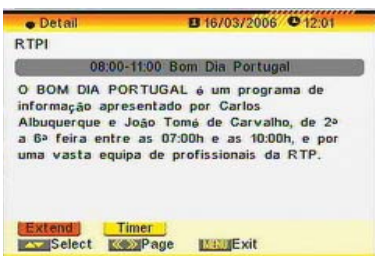 Detail 16/03/2006 12:01
RTPI
08:00-11:00 Bom Dia Portugal
O BOM DIA PORTUGAL é um programa de
informação apresentado por Carlos
Albuquerque e João Tomé de Carvalho, de 2ª
a 6ª feira entre as 07:00h e as 10:00h, e por
uma vasta equipa de profissionais da RTP.
Extend Timer
Select Page MENU Exit